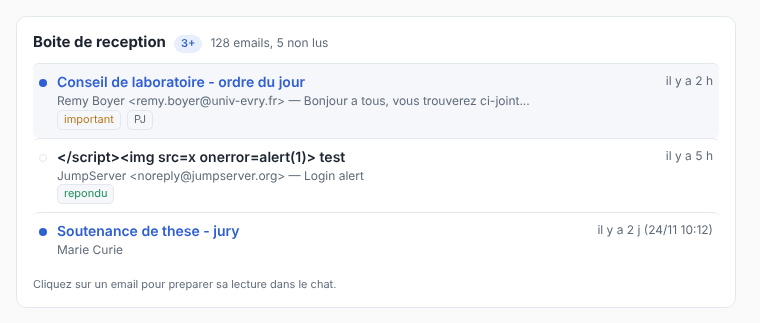 Boite de reception 3+ 128 emails, 5 non lus
Conseil de laboratoire - ordre du jour il y a 2 h
Remy Boyer <remy.boyer@univ-evry.fr> — Bonjour a tous, vous trouverez ci-joint...
important PJ
</script><img src=x onerror=alert(1)> test il y a 5 h
JumpServer <noreply@jumpserver.org> — Login alert
repondu
Soutenance de these - jury il y a 2 j (24/11 10:12)
Marie Curie
Cliquez sur un email pour preparer sa lecture dans le chat.